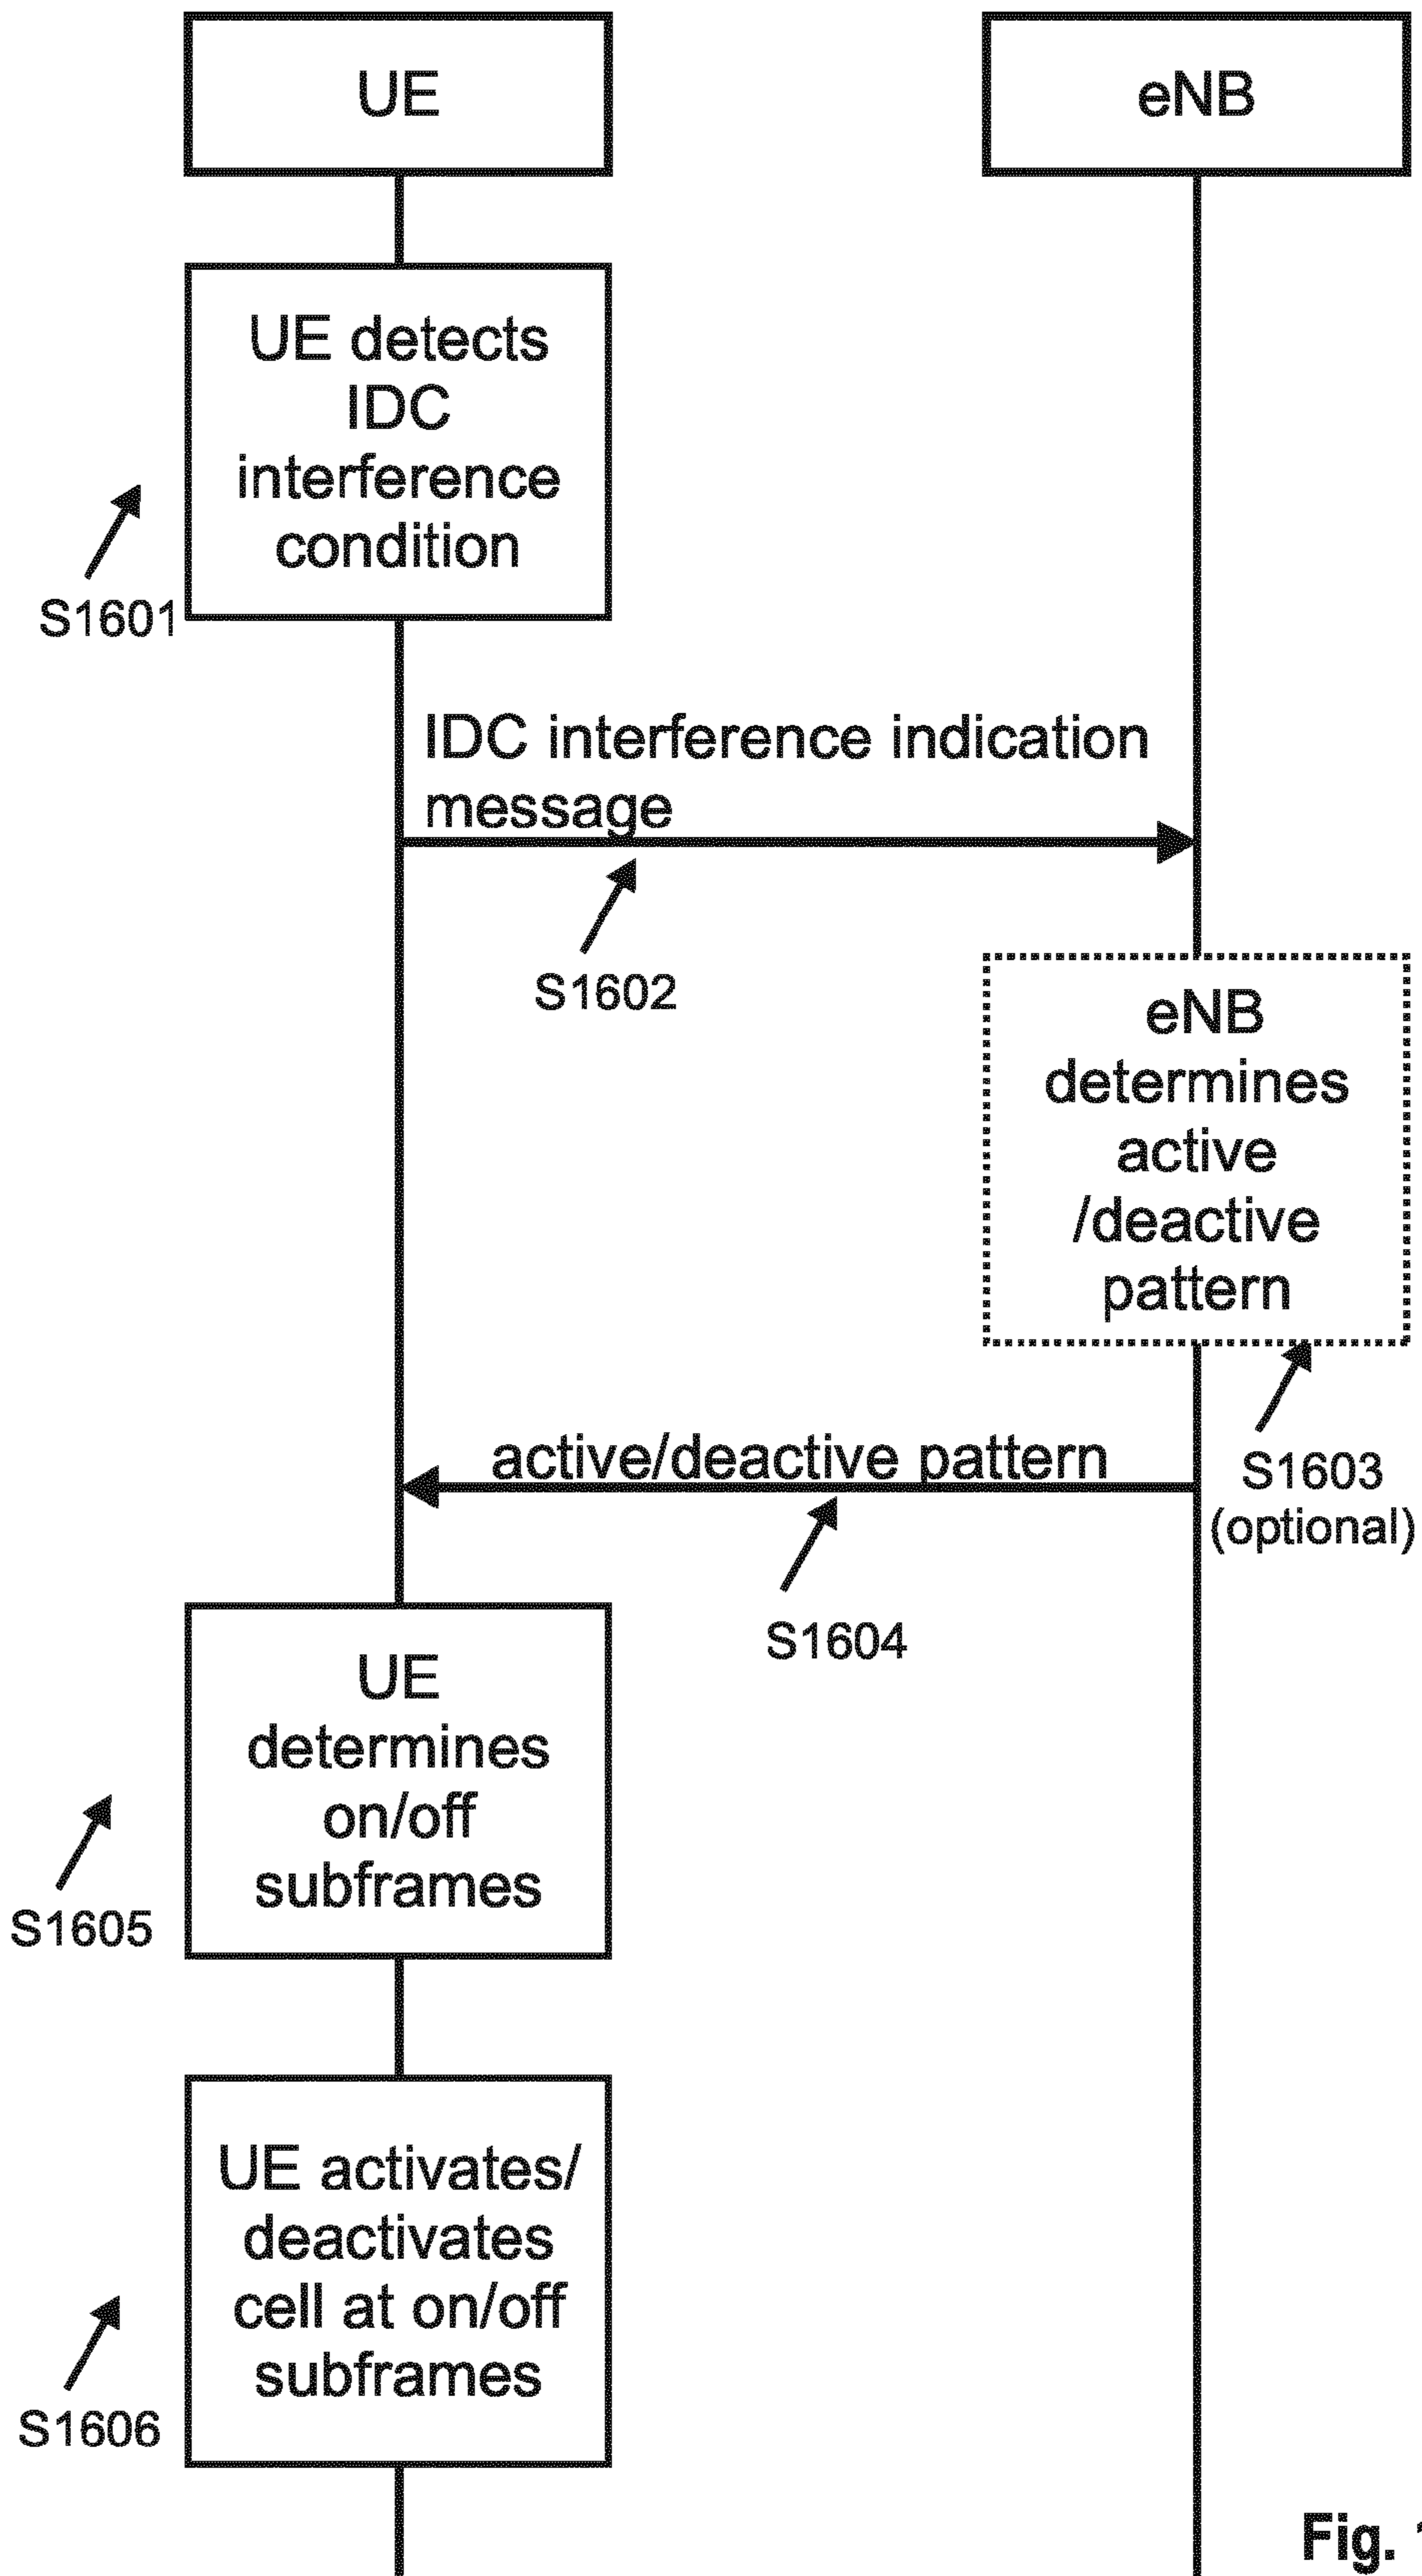 UE
eNB
UE detects
IDC
interference
condition
S1601
IDC interference indication
message
S1602
eNB
determines
active
/deactive
pattern
S1603
(optional)
active/deactive pattern
S1604
UE
determines
on/off
subframes
S1605
UE activates/
deactivates
cell at on/off
subframes
S1606
Fig.